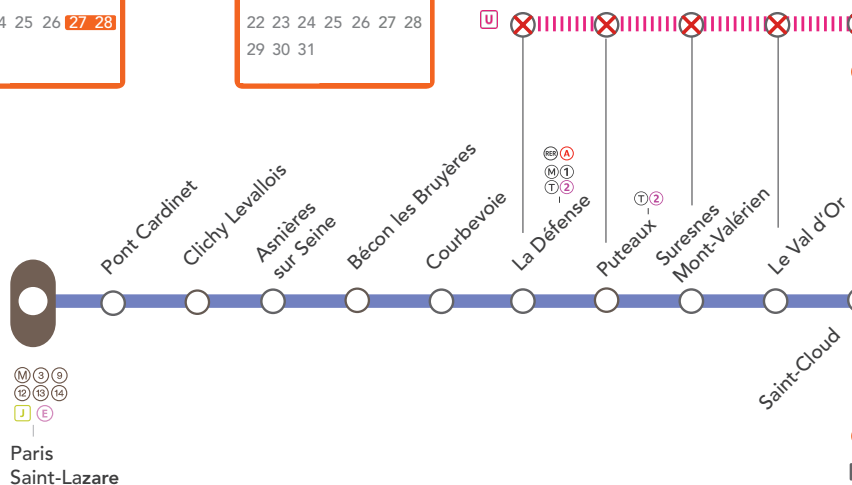 25 26 27 28
22 23 24 25 26 27 28
29 30 31
U
RER A
M 1
T 2
T 2
Pont Cardinet
Clichy Levallois
Asnières
sur Seine
Bécon les Bruyères
Courbevoie
La Défense
Puteaux
Suresnes
Mont-Valérien
Le Val d'Or
Saint-Cloud
M 3 9
12 13 14
J E
Paris
Saint-Lazare